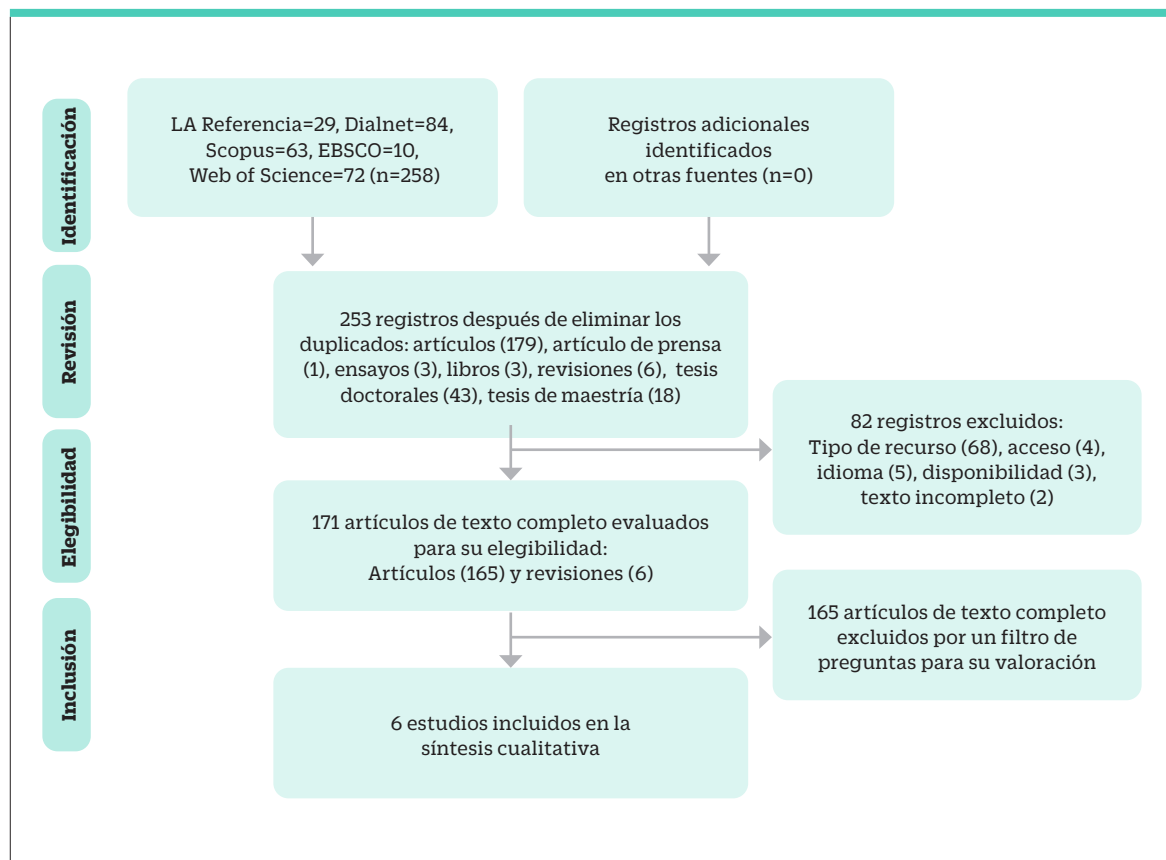 Identificación
LA Referencia=29, Dialnet=84,
Scopus=63, EBSCO=10,
Web of Science=72 (n=258)
Registros adicionales
identificados
en otras fuentes (n=0)
Revisión
253 registros después de eliminar los
duplicados: artículos (179), artículo de prensa
(1), ensayos (3), libros (3), revisiones (6), tesis
doctorales (43), tesis de maestría (18)
82 registros excluidos:
Tipo de recurso (68), acceso (4),
idioma (5), disponibilidad (3),
texto incompleto (2)
Elegibilidad
171 artículos de texto completo evaluados
para su elegibilidad:
Artículos (165) y revisiones (6)
165 artículos de texto completo
excluidos por un filtro de
preguntas para su valoración
Inclusión
6 estudios incluidos en la
síntesis cualitativa